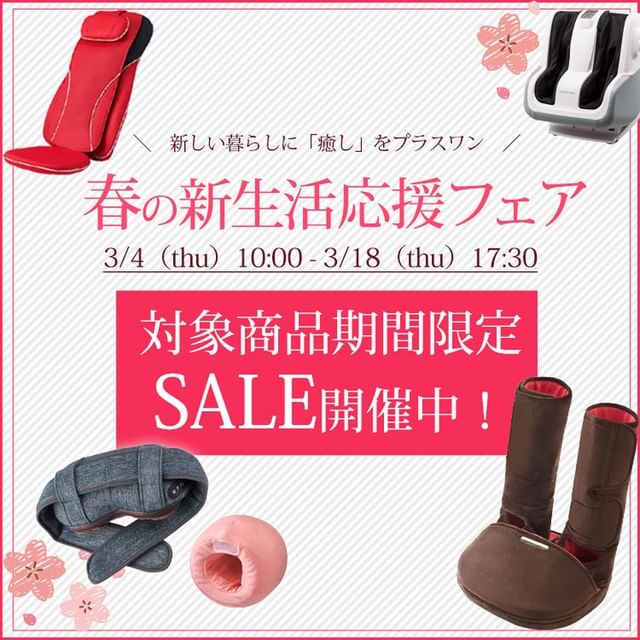 ＼ 新しい暮らしに「癒し」をプラスワン ／
春の新生活応援フェア
3/4（thu）10:00 - 3/18（thu）17:30
対象商品期間限定
SALE開催中！